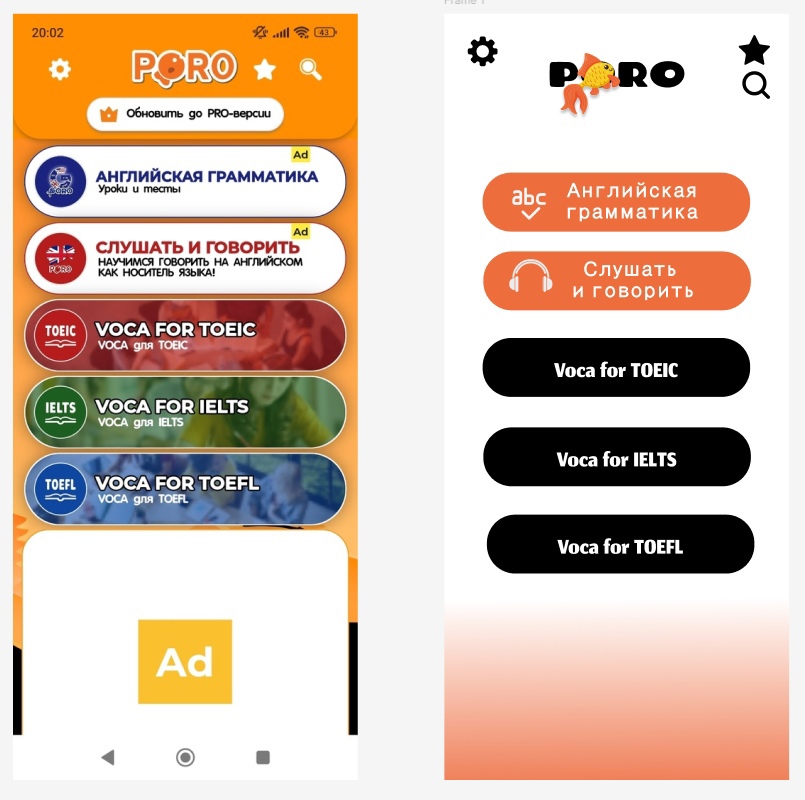 Frame 1
20:02
43
PORO
Обновить до PRO-версии
Ad
АНГЛИЙСКАЯ ГРАММАТИКА
Уроки и тесты
PORO
Ad
СЛУШАТЬ И ГОВОРИТЬ
НАУЧИМСЯ ГОВОРИТЬ НА АНГЛИЙСКОМ
КАК НОСИТЕЛЬ ЯЗЫКА!
PORO
TOEIC
VOCA FOR TOEIC
VOCA для TOEIC
IELTS
VOCA FOR IELTS
VOCA для IELTS
TOEFL
VOCA FOR TOEFL
VOCA для TOEFL
Ad
PORO
abc
Английская
грамматика
Слушать
и говорить
Voca for TOEIC
Voca for IELTS
Voca for TOEFL